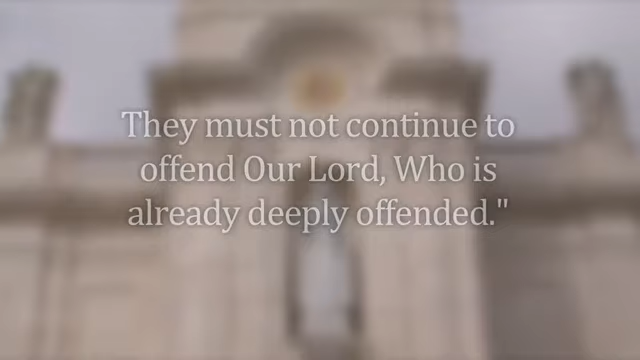 They must not continue to
offend Our Lord, Who is
already deeply offended."